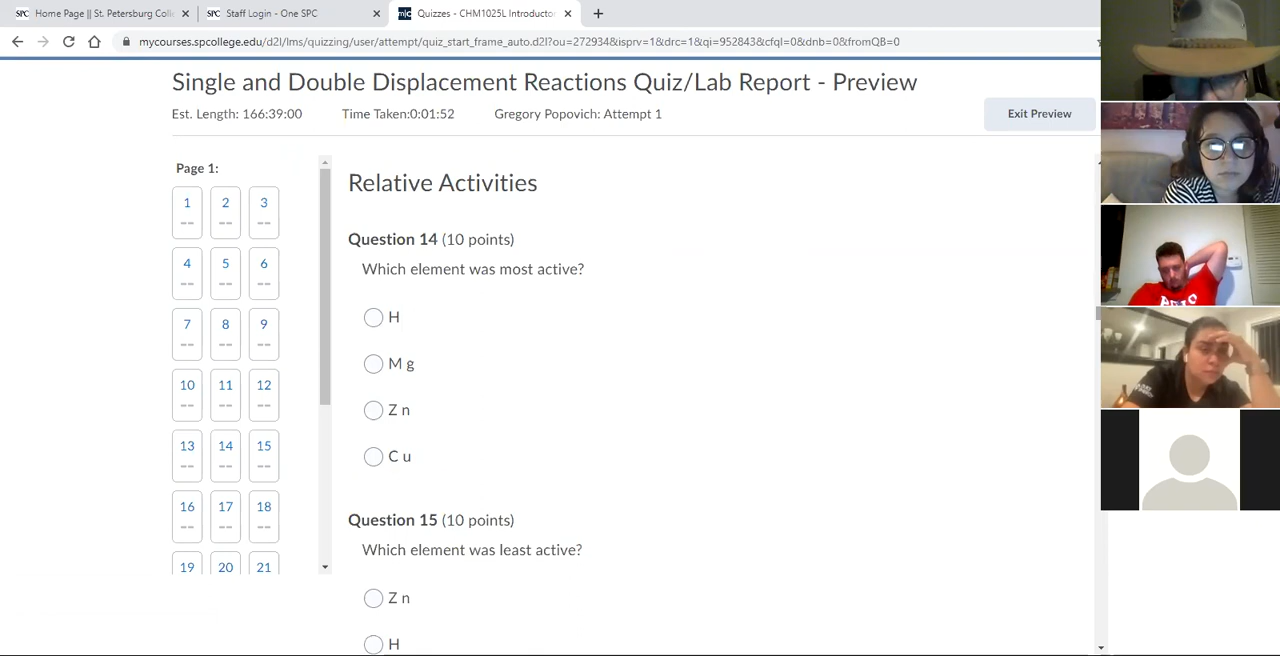 Home Page || St. Petersburg Coll
Staff Login - One SPC
Quizzes - CHM1025L Introductor
mycourses.spcollege.edu/d2l/lms/quizzing/user/attempt/quiz_start_frame_auto.d2l?ou=272934&isprv=1&drc=1&qi=952843&cfql=0&dnb=0&fromQB=0
Single and Double Displacement Reactions Quiz/Lab Report - Preview
Est. Length: 166:39:00 Time Taken:0:01:52 Gregory Popovich: Attempt 1
Exit Preview
Page 1:
1 2 3
-- -- --
4 5 6
-- -- --
7 8 9
-- -- --
10 11 12
-- -- --
13 14 15
-- -- --
16 17 18
-- -- --
19 20 21
Relative Activities
Question 14 (10 points)
Which element was most active?
H
M g
Z n
C u
Question 15 (10 points)
Which element was least active?
Z n
H